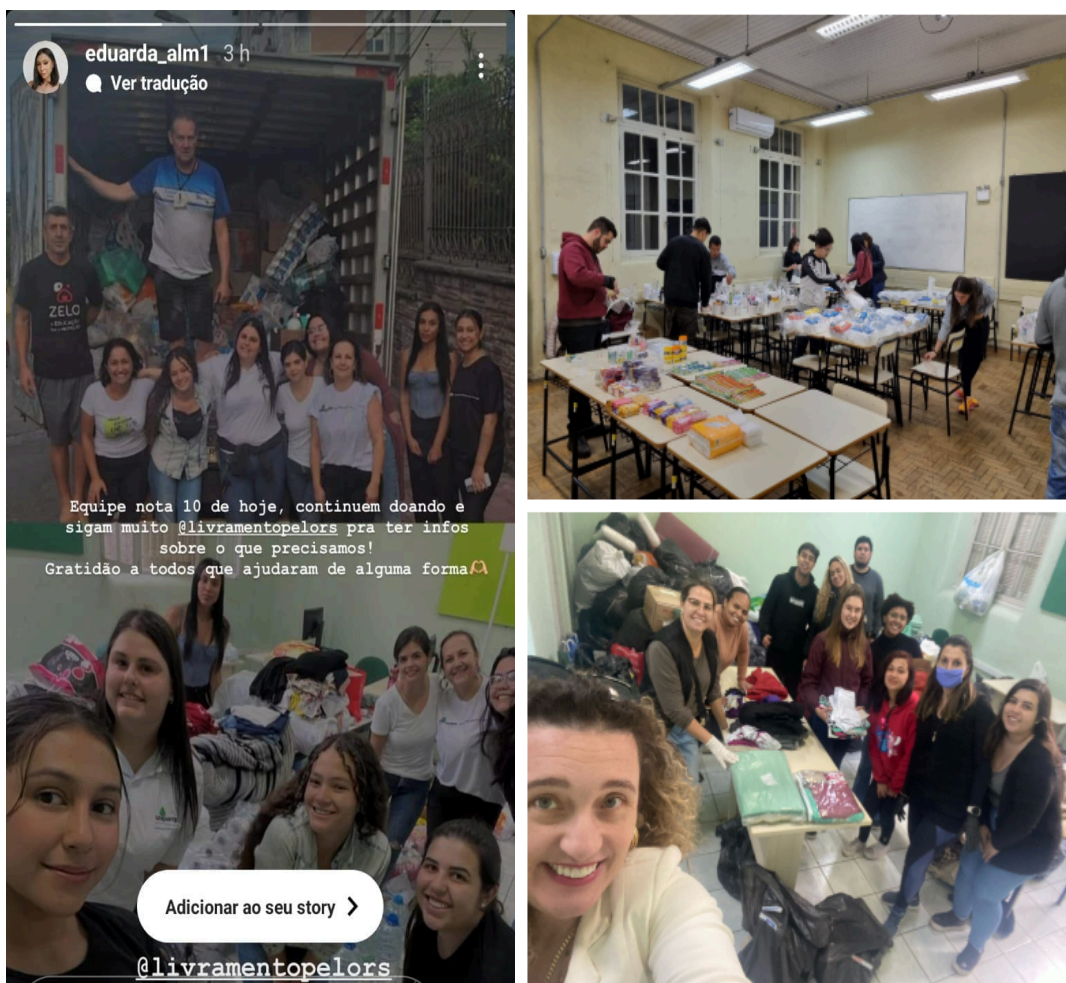 eduarda_alm1 3 h
Ver tradução
ZELO
Equipe nota 10 de hoje, continuem doando e
sigam muito @livramentopelors pra ter infos
sobre o que precisamos!
Gratidão a todos que ajudaram de alguma forma🫶
Adicionar ao seu story
@livramentopelors